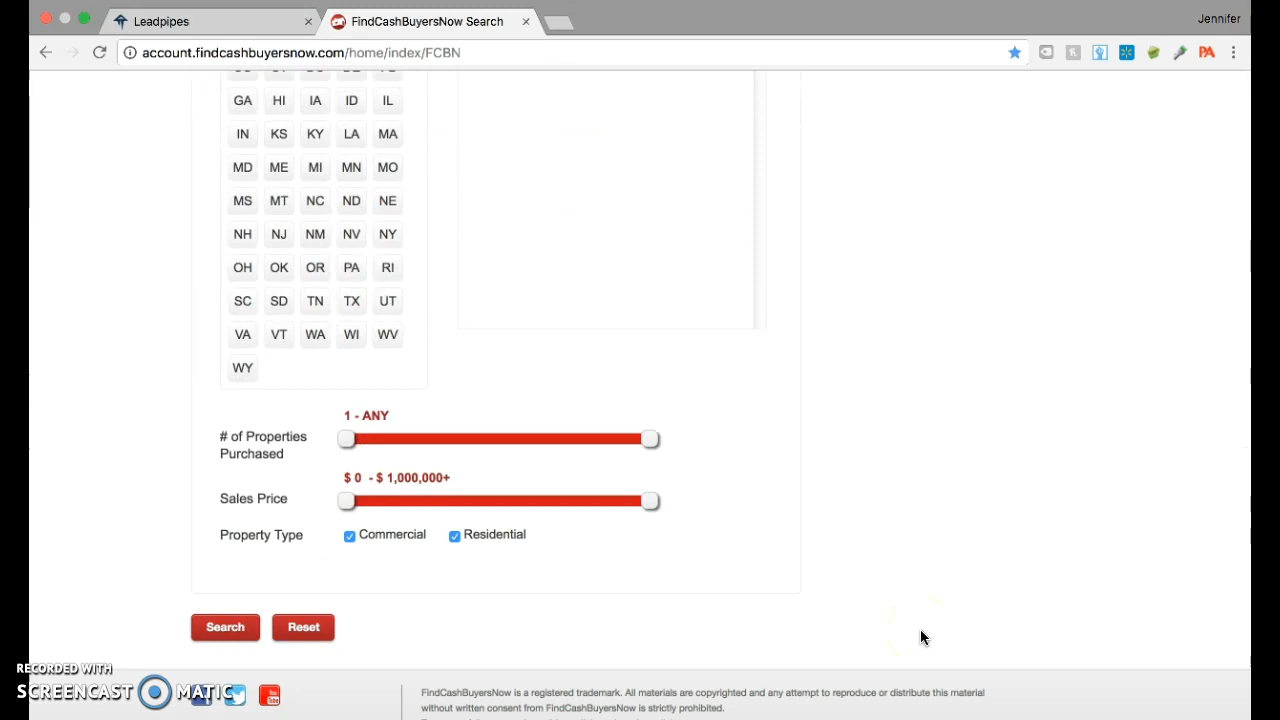 Leadpipes
FindCashBuyersNow Search
Jennifer
account.findcashbuyersnow.com/home/index/FCBN
PA
GA HI IA ID IL
IN KS KY LA MA
MD ME MI MN MO
MS MT NC ND NE
NH NJ NM NV NY
OH OK OR PA RI
SC SD TN TX UT
VA VT WA WI WV
WY
1 - ANY
# of Properties
Purchased
$ 0 - $ 1,000,000+
Sales Price
Property Type Commercial Residential
Search Reset
RECORDED WITH
SCREENCAST MATIC
You
Tube
FindCashBuyersNow is a registered trademark. All materials are copyrighted and any attempt to reproduce or distribute this material
without written consent from FindCashBuyersNow is strictly prohibited.